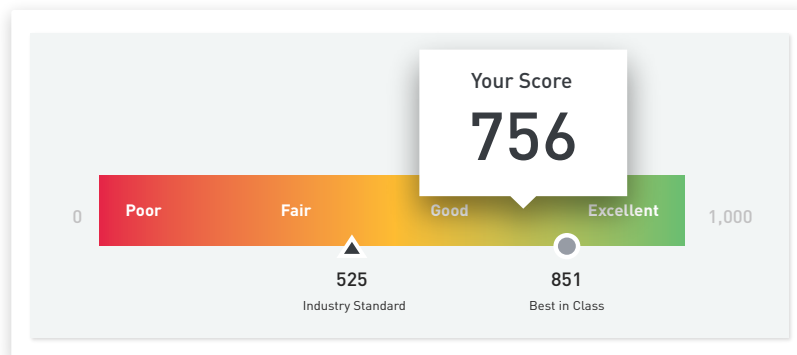 Your Score
756
Poor Fair Good Excellent
0 1,000
525 851
Industry Standard Best in Class